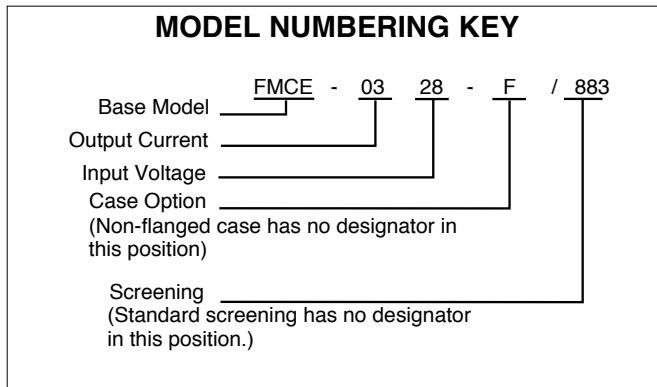 MODEL NUMBERING KEY
FMCE - 03 28 - F / 883
Base Model
Output Current
Input Voltage
Case Option
(Non-flanged case has no designator in
this position)
Screening
(Standard screening has no designator
in this position.)